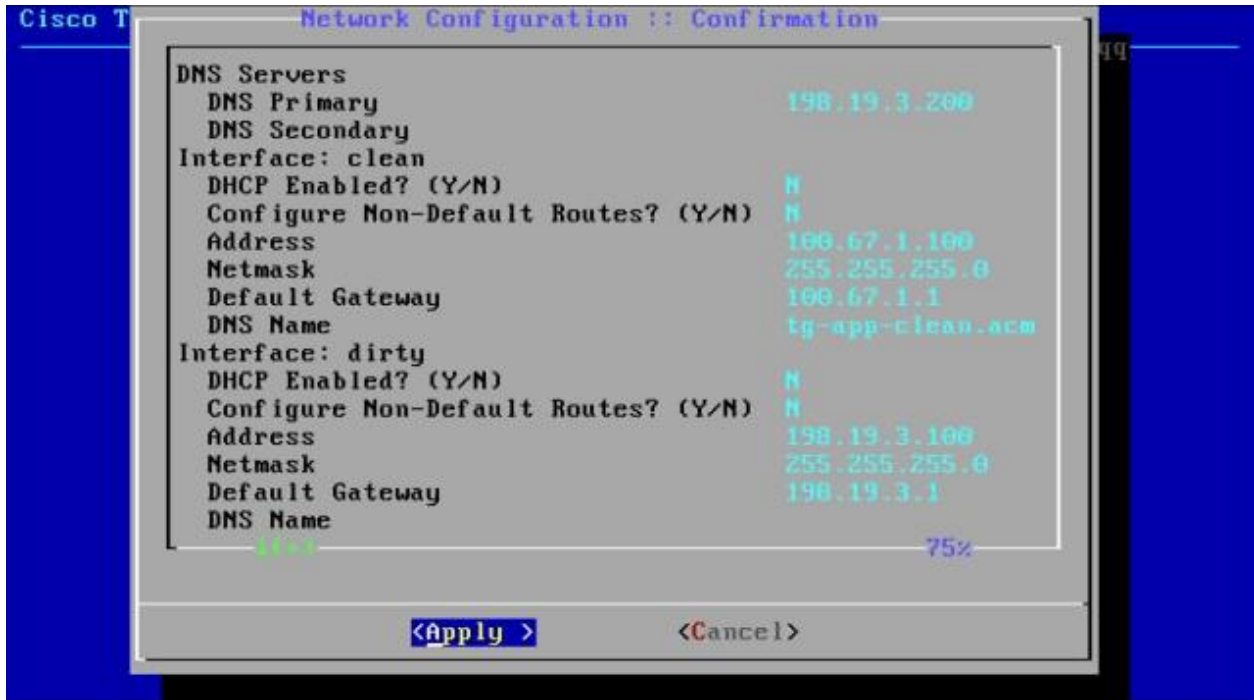 Cisco T
Network Configuration :: Confirmation
qq
DNS Servers
DNS Primary 198.19.3.200
DNS Secondary
Interface: clean
DHCP Enabled? (Y/N) N
Configure Non-Default Routes? (Y/N) N
Address 100.67.1.100
Netmask 255.255.255.0
Default Gateway 100.67.1.1
DNS Name tg-app-clean.acm
Interface: dirty
DHCP Enabled? (Y/N) N
Configure Non-Default Routes? (Y/N) N
Address 198.19.3.100
Netmask 255.255.255.0
Default Gateway 198.19.3.1
DNS Name
75%
<Apply > <Cancel>